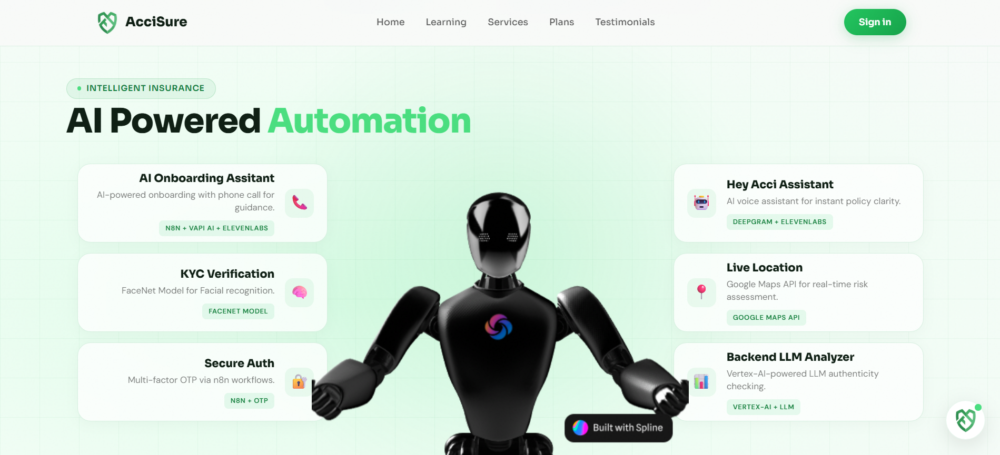 AcciSure
Home
Learning
Services
Plans
Testimonials
Sign in
INTELLIGENT INSURANCE
AI Powered Automation
AI Onboarding Assitant
AI-powered onboarding with phone call for
guidance.
N8N + VAPI AI + ELEVENLABS
KYC Verification
FaceNet Model for Facial recognition.
FACENET MODEL
Secure Auth
Multi-factor OTP via n8n workflows.
N8N + OTP
Hey Acci Assistant
AI voice assistant for instant policy clarity.
DEEPGRAM + ELEVENLABS
Live Location
Google Maps API for real-time risk
assessment.
GOOGLE MAPS API
Backend LLM Analyzer
Vertex-AI-powered LLM authenticity
checking.
VERTEX-AI + LLM
Built with Spline